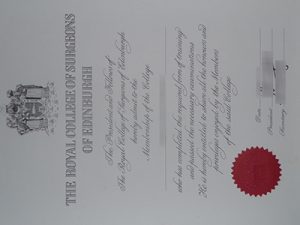 THE ROYAL COLLEGE OF SURGEONS
OF EDINBURGH
The President and Fellows of
The Royal College of Surgeons of Edinburgh
hereby admit to the
Membership of the College
who has completed the required form of training
and passed the necessary examinations
He is hereby entitled to share all the honours and
privileges enjoyed by the Members
of the said College
Date
President
Secretary